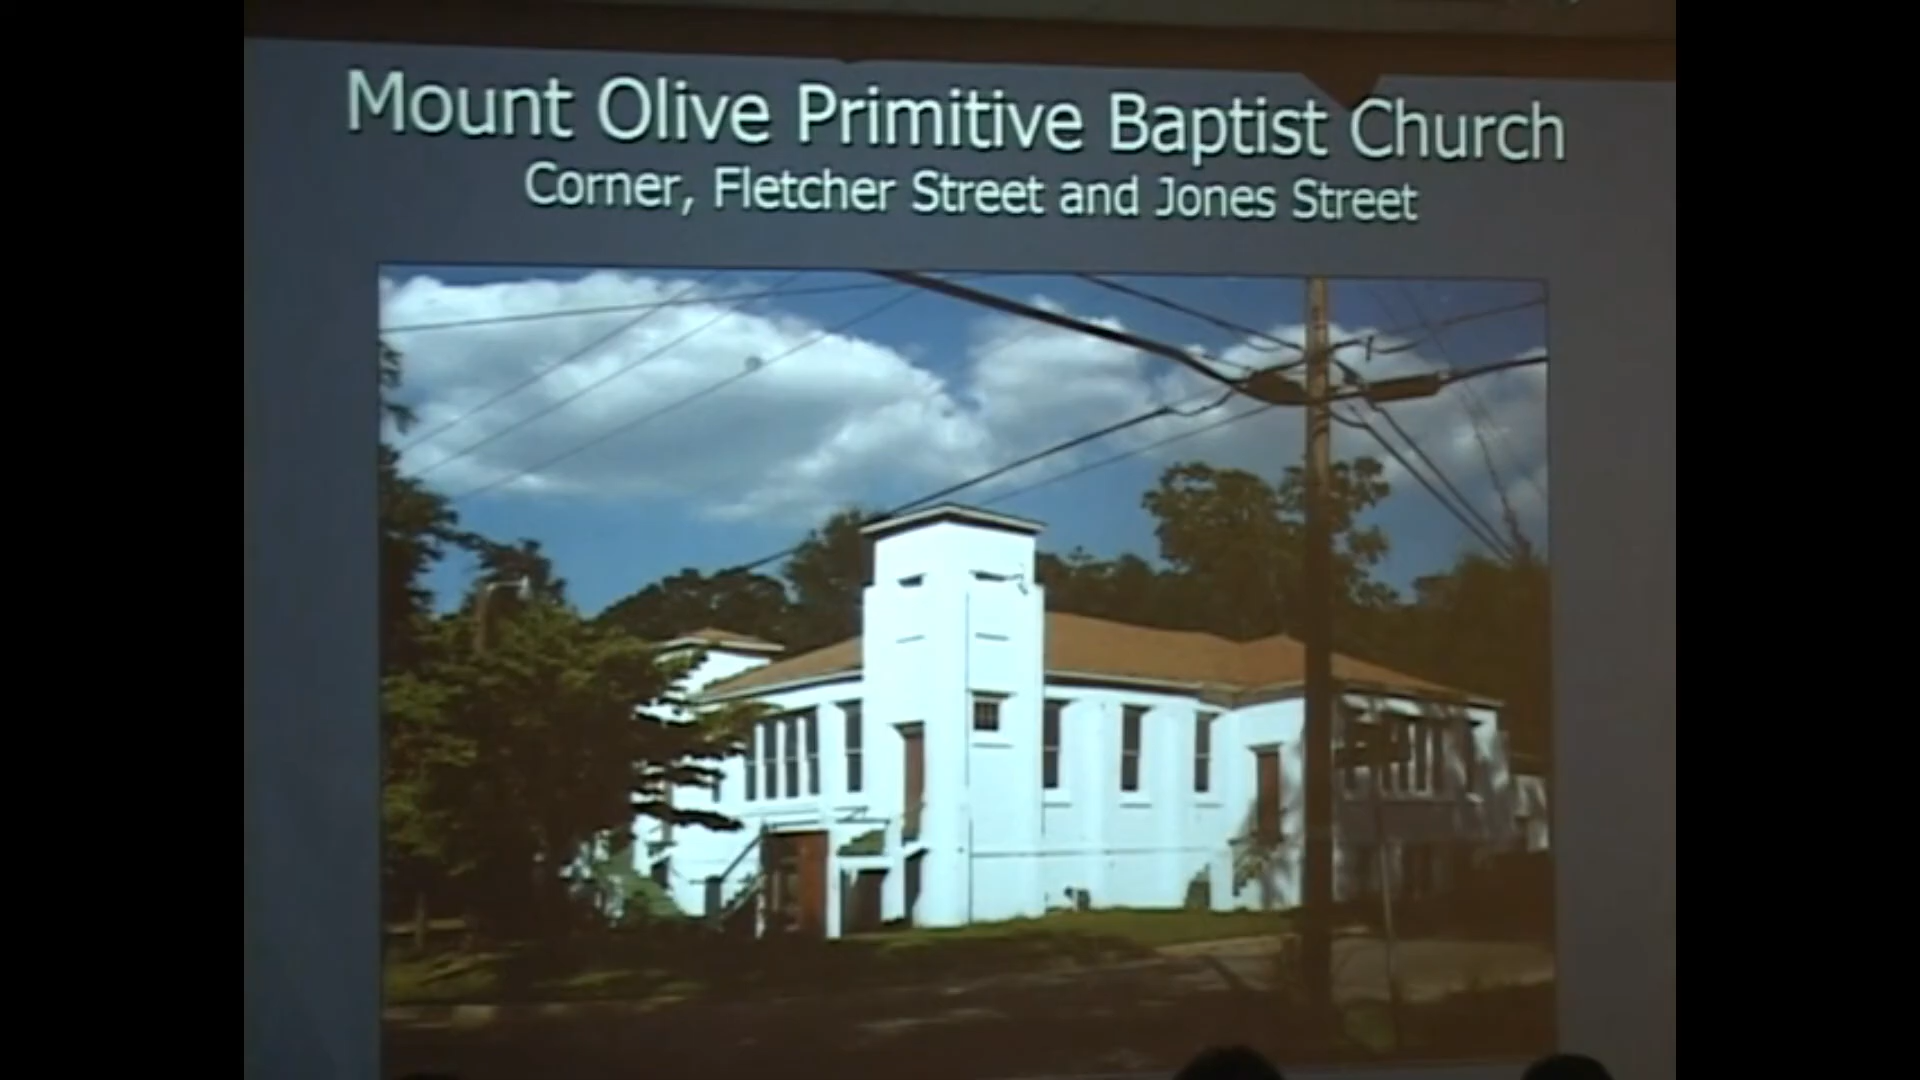 Mount Olive Primitive Baptist Church
Corner, Fletcher Street and Jones Street